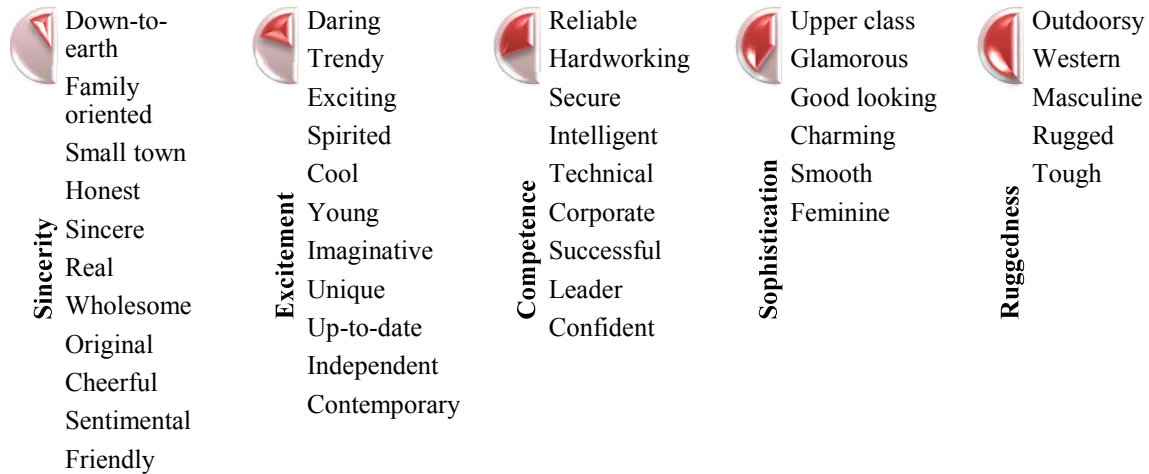 Sincerity
Down-to-
earth
Family
oriented
Small town
Honest
Sincere
Real
Wholesome
Original
Cheerful
Sentimental
Friendly
Excitement
Daring
Trendy
Exciting
Spirited
Cool
Young
Imaginative
Unique
Up-to-date
Independent
Contemporary
Competence
Reliable
Hardworking
Secure
Intelligent
Technical
Corporate
Successful
Leader
Confident
Sophistication
Upper class
Glamorous
Good looking
Charming
Smooth
Feminine
Ruggedness
Outdoorsy
Western
Masculine
Rugged
Tough